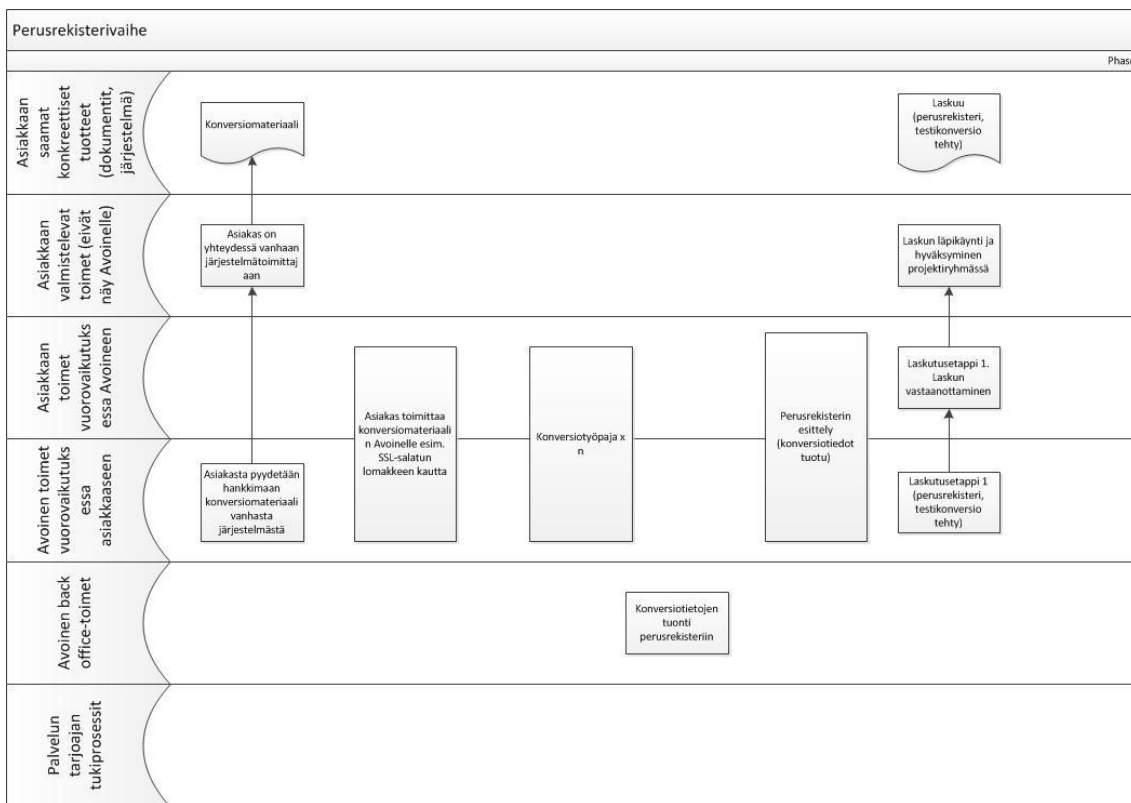 Perusrekisterivaihe
Phase
Asiakkaan
saamat
konkreettiset
tuotteet
(dokumentit,
järjestelmä)
Konversiomateriaali
Laskuu
(perusrekisteri,
testikonversio
tehty)
Asiakkaan
valmistelevat
toimet (eivät
näy Avoinelle)
Asiakas on
yhteydessä vanhaan
järjestelmätoimittaj
aan
Laskun läpikäynti ja
hyväksyminen
projektiryhmässä
Asiakkaan
toimet
vuorovaikutuks
essa Avoineen
Asiakas toimittaa
konversiomateriaali
n Avoinelle esim.
SSL-salatun
lomakkeen kautta
Konversiotyöpaja x
n
Perusrekisterin
esittely
(konversiotiedot
tuotu)
Laskutusetappi 1.
Laskun
vastaanottaminen
Avoinen toimet
vuorovaikutuks
essa
asiakkaaseen
Asiakasta pyydetään
hankkimaan
konversiomateriaali
vanhasta
järjestelmästä
Laskutusetappi 1
(perusrekisteri,
testikonversio
tehty)
Avoinen back
office-toimet
Konversiotietojen
tuonti
perusrekisteriin
Palvelun
tarjoajan
tukiprosessit